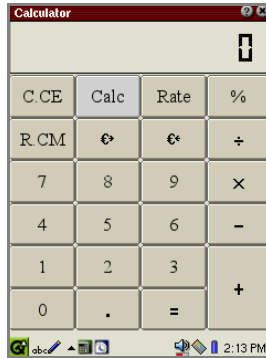 Calculator
0
C.CE Calc Rate %
R.CM €→ €← ÷
7 8 9 ×
4 5 6 −
1 2 3 +
0 . =
abc 2:13 PM